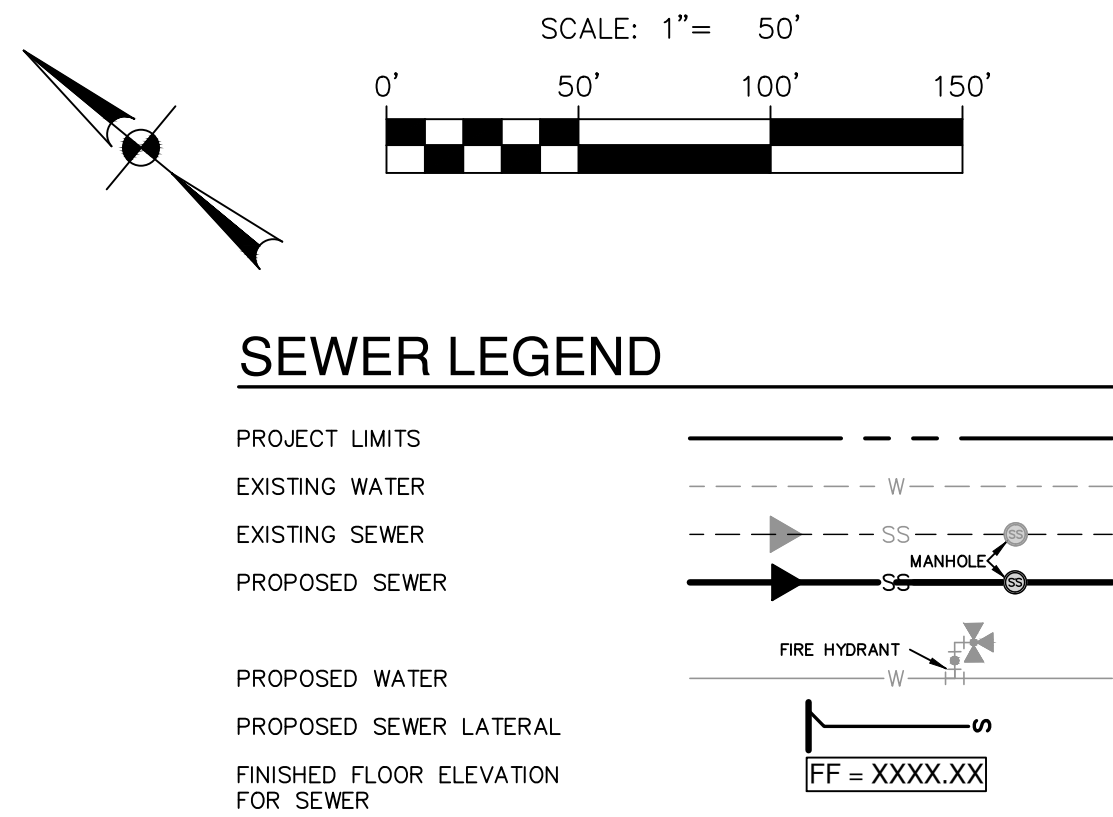 SCALE: 1"= 50'
0' 50' 100' 150'
SEWER LEGEND
PROJECT LIMITS
EXISTING WATER W
EXISTING SEWER SS SS
MANHOLE
PROPOSED SEWER SS SS
FIRE HYDRANT
PROPOSED WATER W
PROPOSED SEWER LATERAL S
FINISHED FLOOR ELEVATION FF = XXXX.XX
FOR SEWER